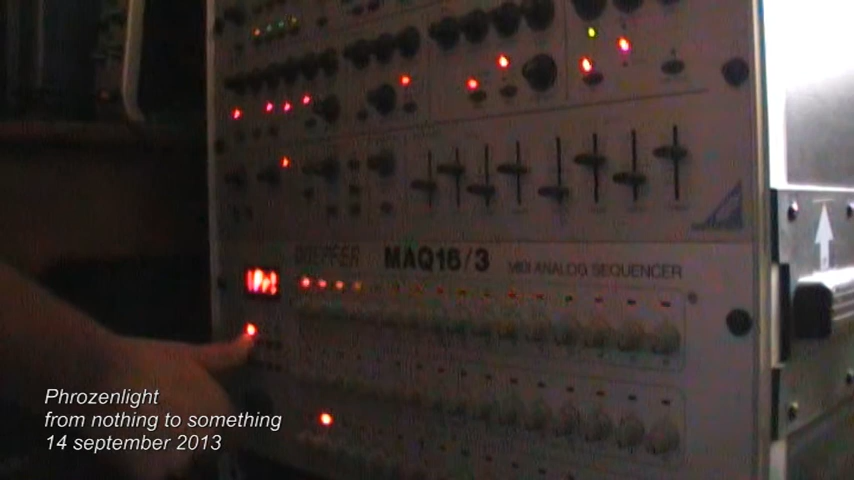 DOEPFER MAQ16/3 MIDI ANALOG SEQUENCER
Phrozenlight
from nothing to something
14 september 2013